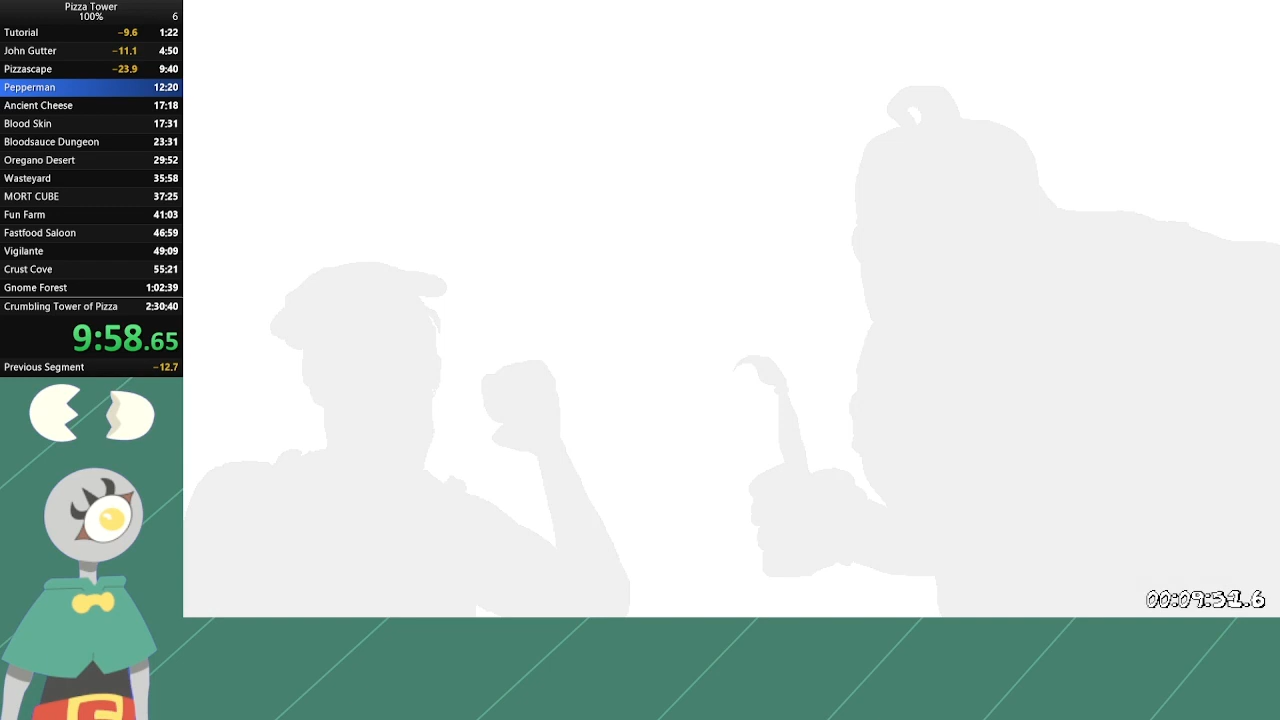 Pizza Tower
100% 6
Tutorial −9.6 1:22
John Gutter −11.1 4:50
Pizzascape −23.9 9:40
Pepperman 12:20
Ancient Cheese 17:18
Blood Skin 17:31
Bloodsauce Dungeon 23:31
Oregano Desert 29:52
Wasteyard 35:58
MORT CUBE 37:25
Fun Farm 41:03
Fastfood Saloon 46:59
Vigilante 49:09
Crust Cove 55:21
Gnome Forest 1:02:39
Crumbling Tower of Pizza 2:30:40
9:58.65
Previous Segment −12.7
00:09:51.6